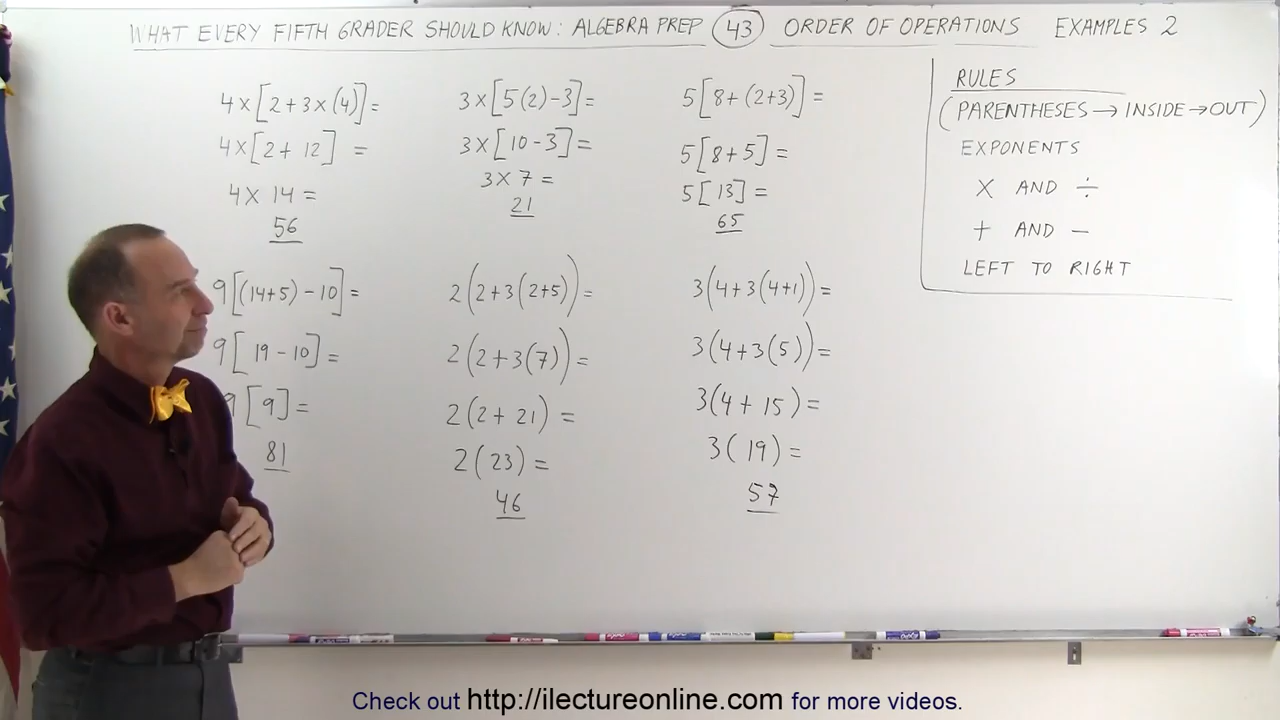 WHAT EVERY FIFTH GRADER SHOULD KNOW: ALGEBRA PREP 43 ORDER OF OPERATIONS EXAMPLES 2
4×[2+3×(4)]=
4×[2+ 12] =
4× 14 =
56
3×[5(2)-3]=
3×[10-3]=
3×7 =
21
5[8+(2+3)] =
5[8+5] =
5[13] =
65
9[(14+5)-10]=
9[ 19-10] =
9[9] =
81
2(2+3(2+5))=
2(2+3(7)) =
2(2+21) =
2(23) =
46
3(4+3(4+1))=
3(4+3(5))=
3(4+ 15) =
3( 19) =
57
RULES
(PARENTHESES → INSIDE → OUT)
EXPONENTS
× AND ÷
+ AND −
LEFT TO RIGHT
Check out http://ilectureonline.com for more videos.